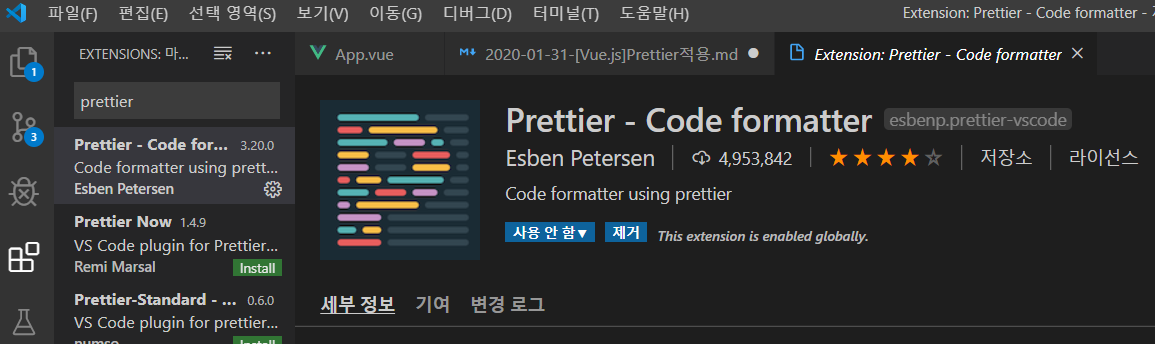 파일(F) 편집(E) 선택 영역(S) 보기(V) 이동(G) 디버그(D) 터미널(T) 도움말(H) Extension: Prettier - Code formatter -
EXTENSIONS: 마... ...
App.vue 2020-01-31-[Vue.js]Prettier적용.md ● Extension: Prettier - Code formatter ×
1
prettier
3
Prettier - Code for... 3.20.0
Code formatter using prett...
Esben Petersen
Prettier Now 1.4.9
VS Code plugin for Prettier...
Remi Marsal Install
Prettier-Standard - ... 0.6.0
VS Code plugin for prettier...
numso Install
Prettier - Code formatter esbenp.prettier-vscode
Esben Petersen 4,953,842 ★★★★☆ 저장소 라이선스
Code formatter using prettier
사용 안 함▼ 제거 This extension is enabled globally.
세부 정보 기여 변경 로그